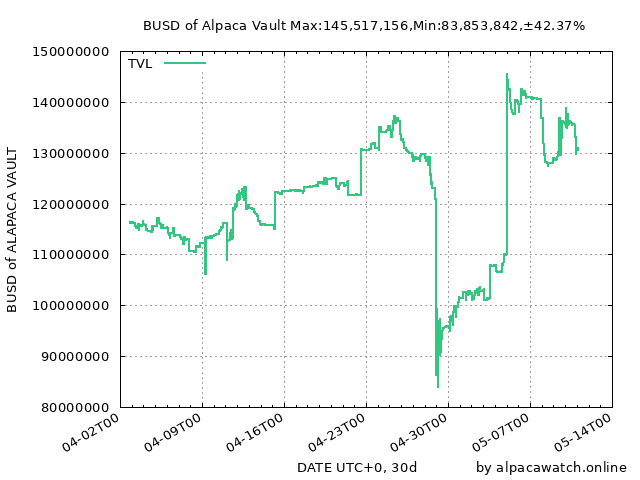 BUSD of Alpaca Vault Max:145,517,156,Min:83,853,842,±42.37%
150000000
TVL
140000000
130000000
120000000
110000000
100000000
90000000
80000000
BUSD of ALAPACA VAULT
04-02T00
04-09T00
04-16T00
04-23T00
04-30T00
05-07T00
05-14T00
DATE UTC+0, 30d
by alpacawatch.online